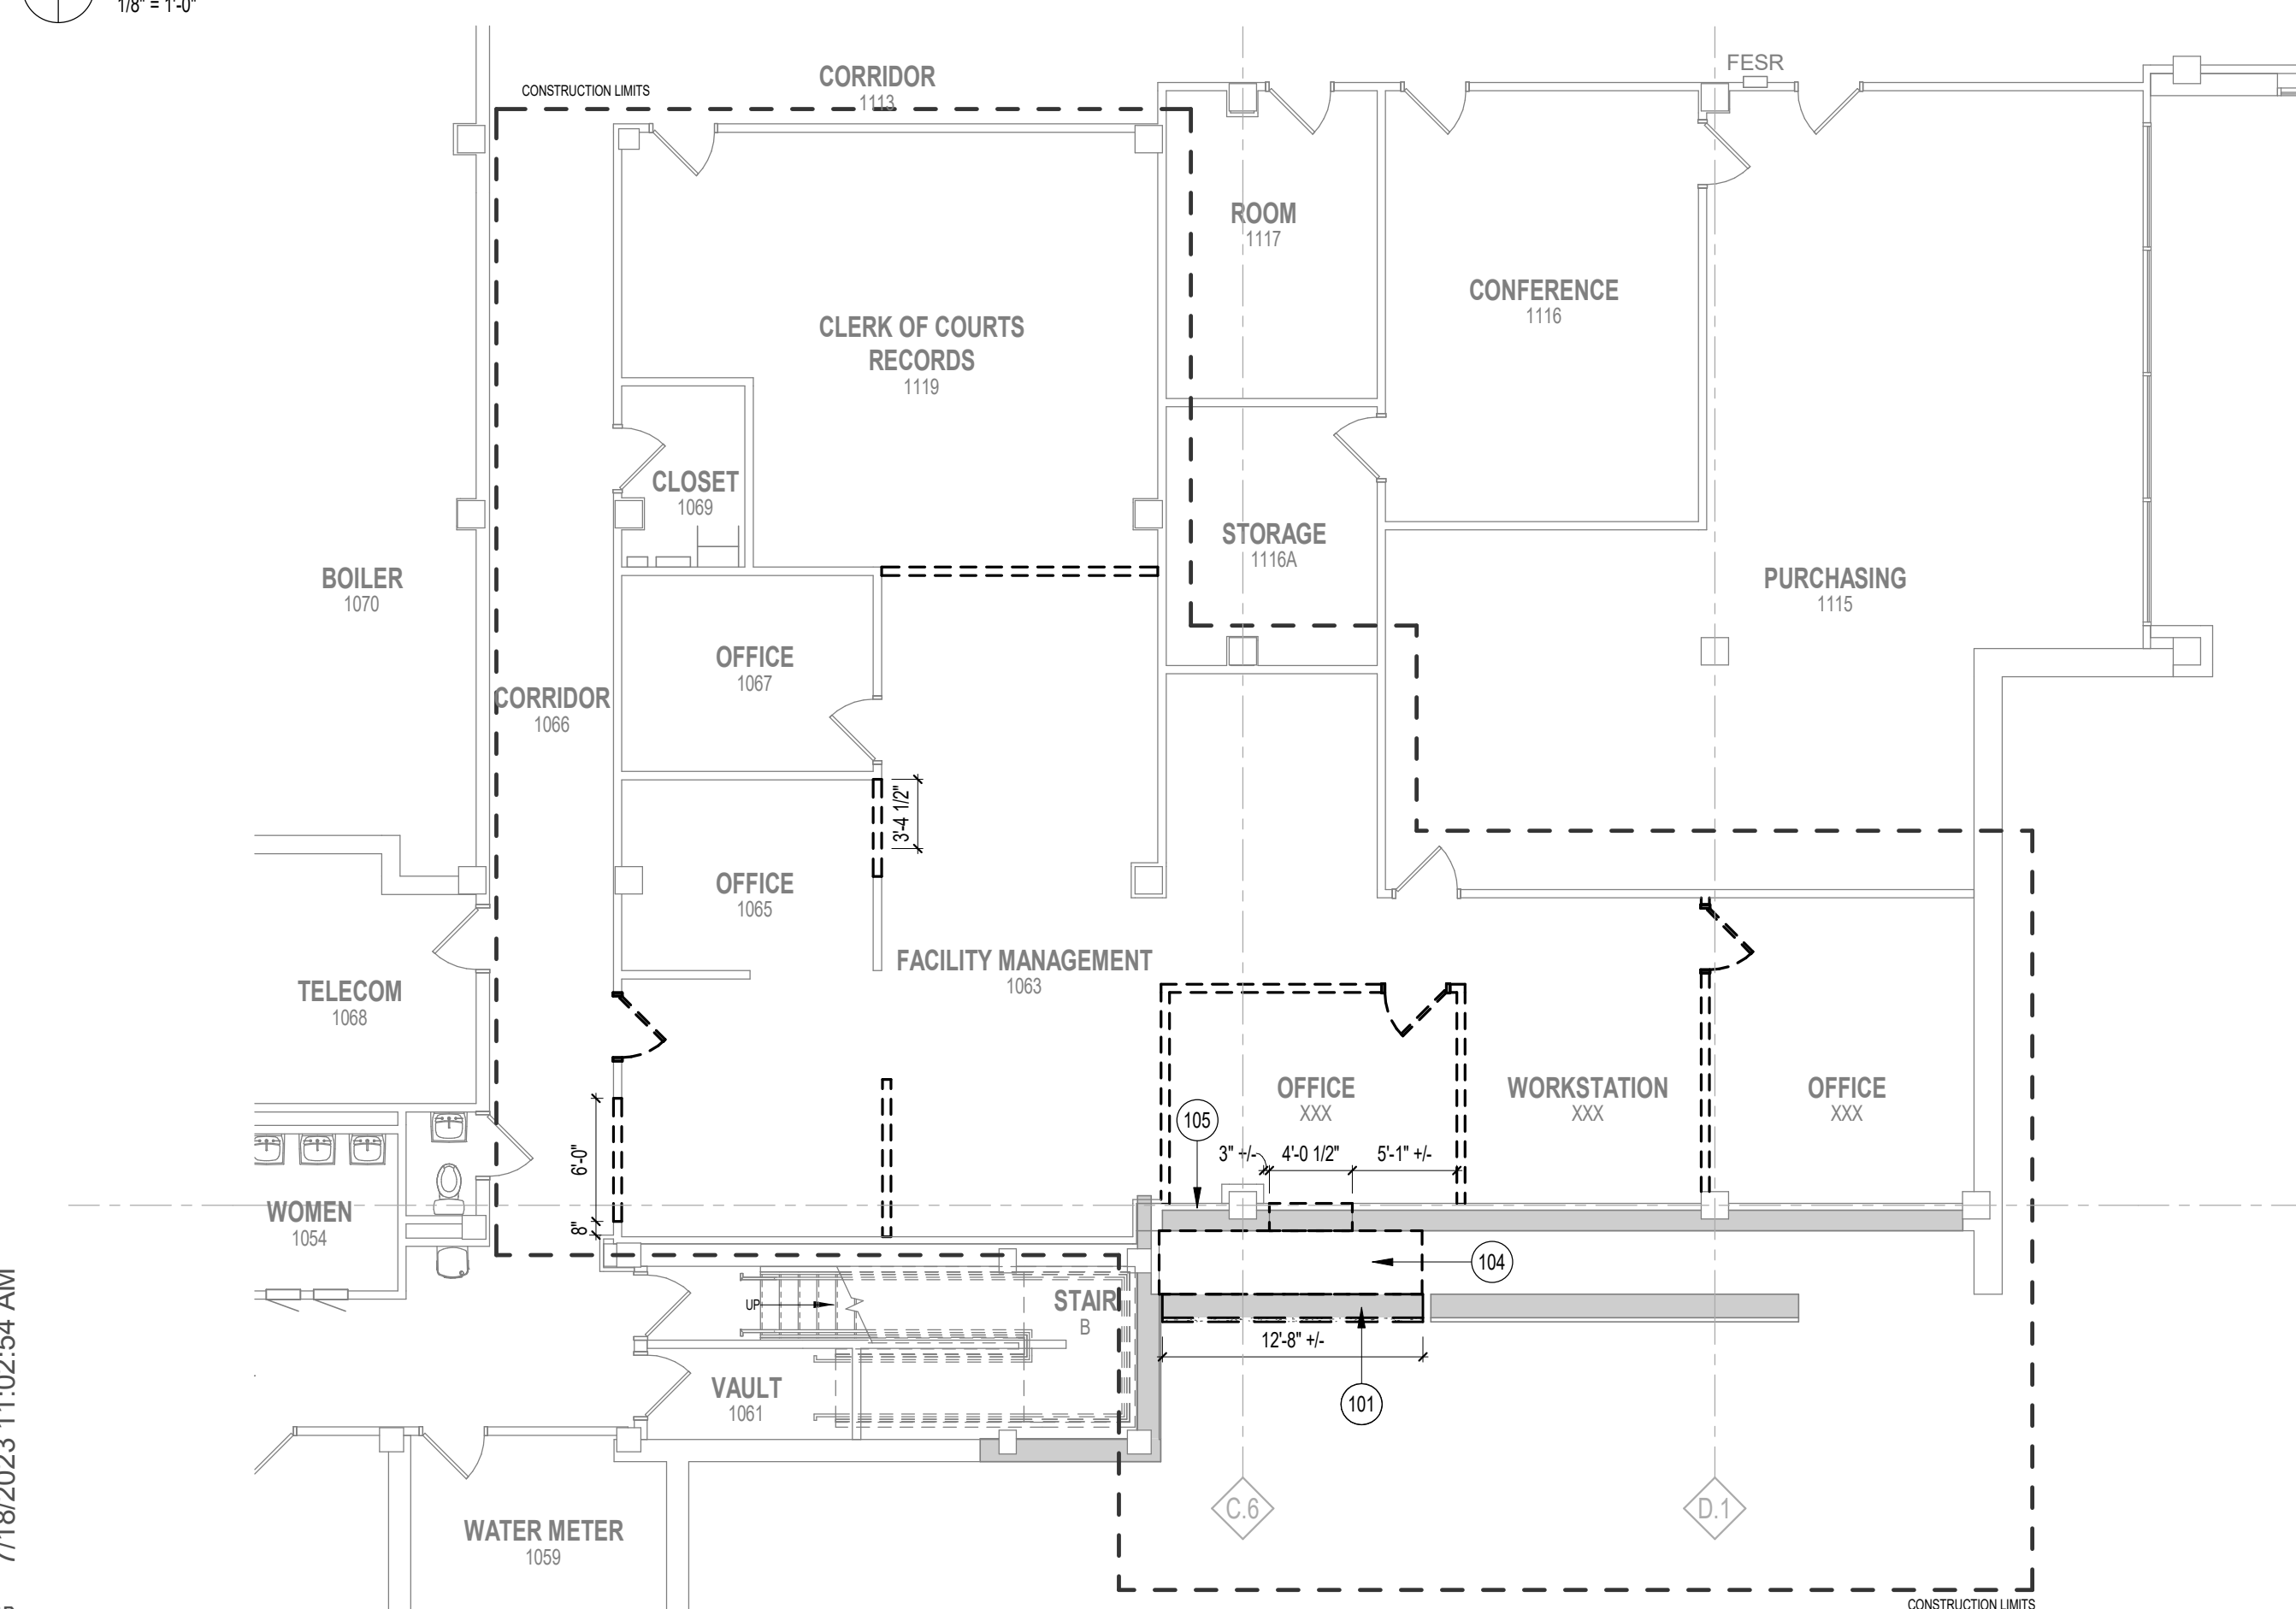 1/8" = 1'-0"
CONSTRUCTION LIMITS
CORRIDOR
1113
FESR
ROOM
1117
CONFERENCE
1116
CLERK OF COURTS
RECORDS
1119
CLOSET
1069
STORAGE
1116A
BOILER
1070
PURCHASING
1115
OFFICE
1067
CORRIDOR
1066
3'-4 1/2"
OFFICE
1065
FACILITY MANAGEMENT
1063
TELECOM
1068
OFFICE
XXX
WORKSTATION
XXX
OFFICE
XXX
105
3" +/-
4'-0 1/2"
5'-1" +/-
6'-0"
8"
WOMEN
1054
104
UP
STAIR
B
12'-8" +/-
VAULT
1061
101
C.6
D.1
WATER METER
1059
7/18/2023 11:02:54 AM
CONSTRUCTION LIMITS